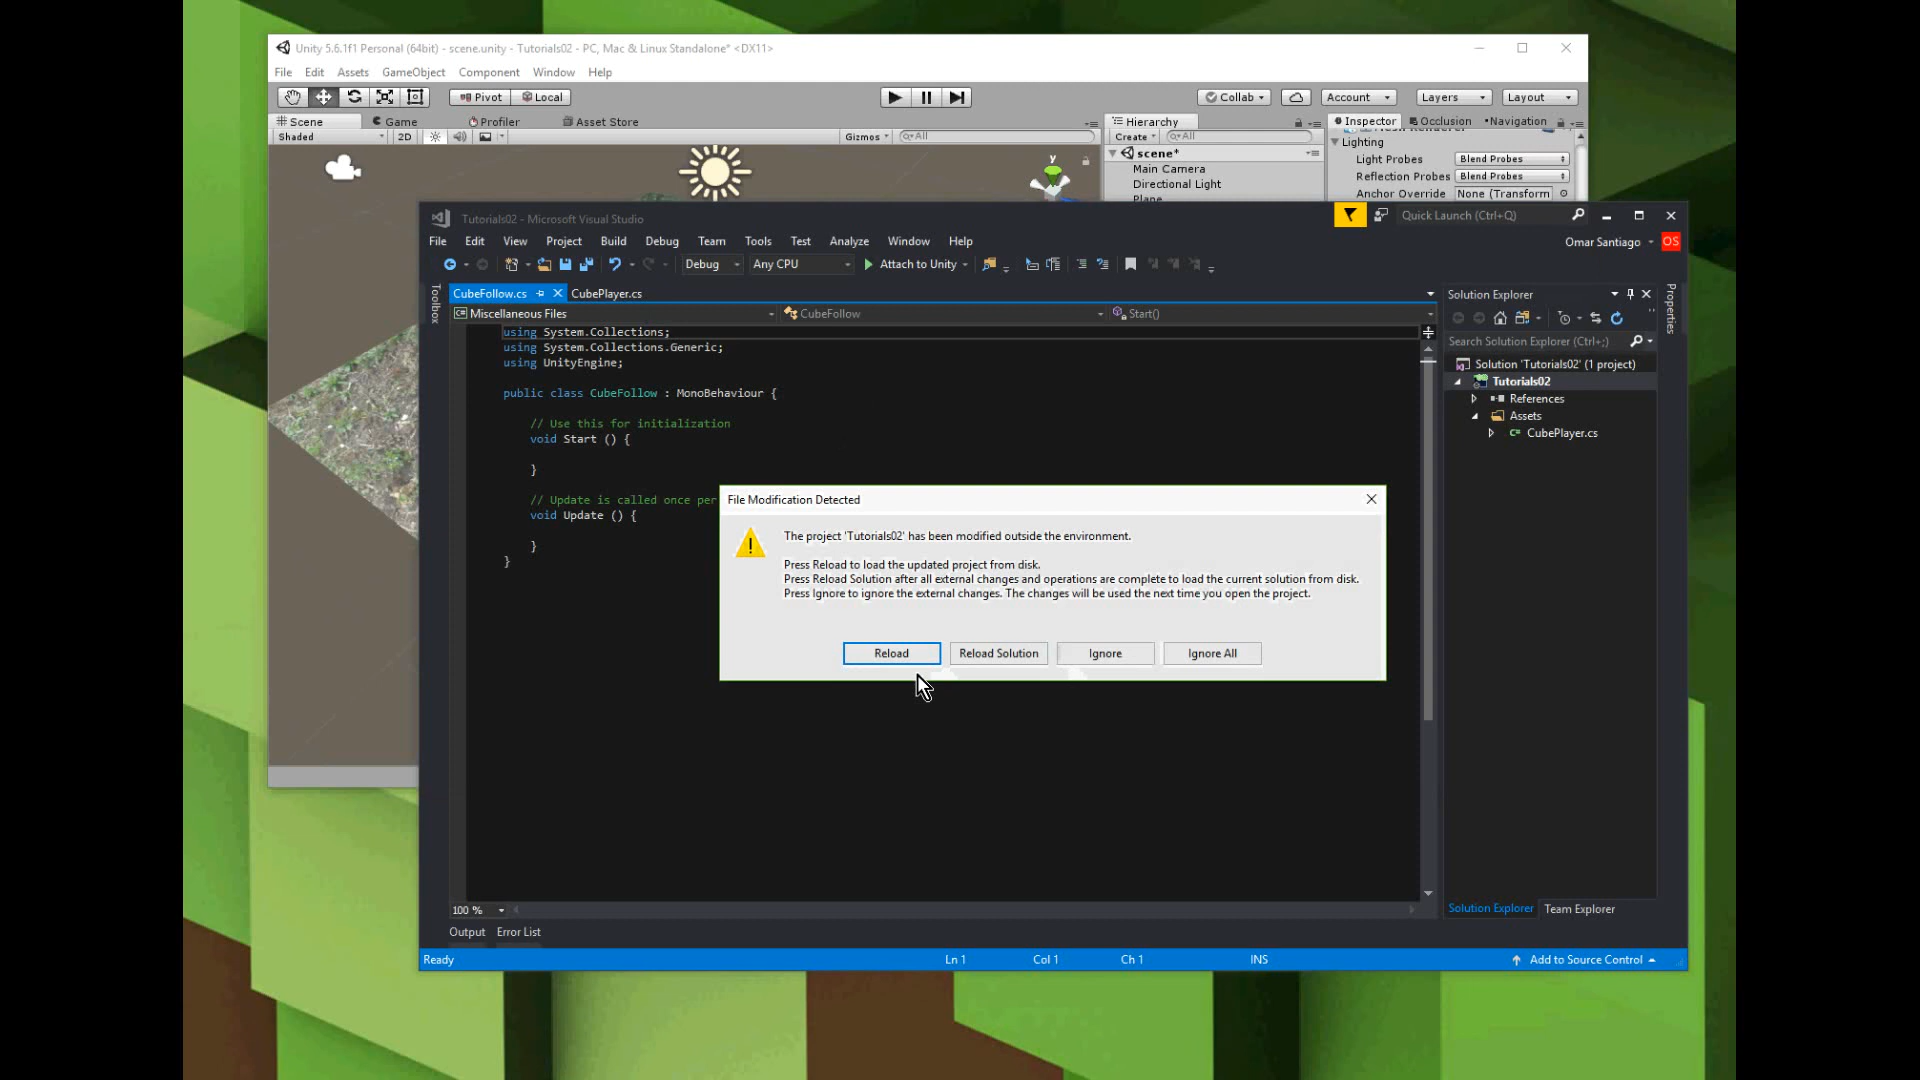 Unity 5.6.1f1 Personal (64bit) - scene.unity - Tutorials02 - PC, Mac & Linux Standalone* <DX11>
File Edit Assets GameObject Component Window Help
Pivot Local Collab Account Layers Layout
Scene Game Profiler Asset Store Hierarchy Inspector Occlusion Navigation
Shaded 2D Gizmos All Create All
Lighting
scene*
Light Probes Blend Probes
Main Camera
Reflection Probes Blend Probes
Directional Light
Anchor Override None (Transform
Plane
y
Tutorials02 - Microsoft Visual Studio
Quick Launch (Ctrl+Q)
File Edit View Project Build Debug Team Tools Test Analyze Window Help
Omar Santiago OS
Debug Any CPU Attach to Unity
Toolbox
CubeFollow.cs CubePlayer.cs
Miscellaneous Files CubeFollow Start()
using System.Collections;
using System.Collections.Generic;
using UnityEngine;
public class CubeFollow : MonoBehaviour {
// Use this for initialization
void Start () {
}
// Update is called once per
void Update () {
}
}
Solution Explorer
Properties
Search Solution Explorer (Ctrl+;)
Solution 'Tutorials02' (1 project)
Tutorials02
References
Assets
C# CubePlayer.cs
File Modification Detected
The project 'Tutorials02' has been modified outside the environment.
Press Reload to load the updated project from disk.
Press Reload Solution after all external changes and operations are complete to load the current solution from disk.
Press Ignore to ignore the external changes. The changes will be used the next time you open the project.
Reload Reload Solution Ignore Ignore All
100 %
Solution Explorer Team Explorer
Output Error List
Ready Ln 1 Col 1 Ch 1 INS Add to Source Control